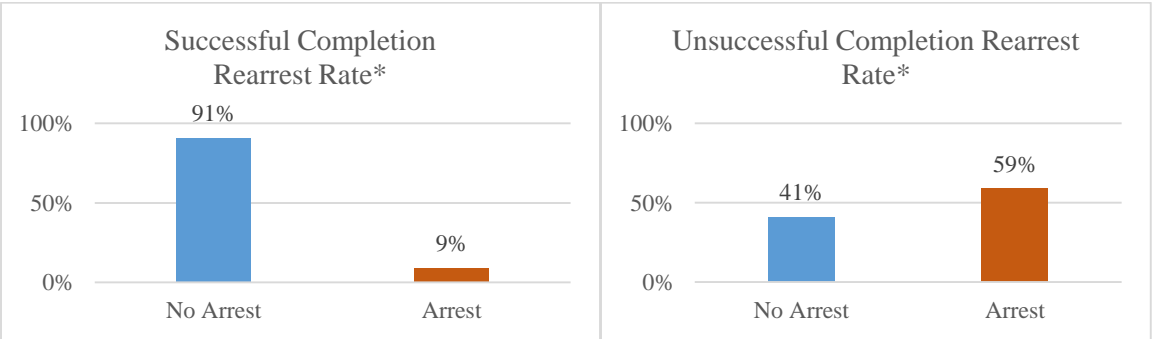 Successful Completion
Rearrest Rate*
91%
100%
50%
9%
0%
No Arrest
Arrest
Unsuccessful Completion Rearrest
Rate*
100%
59%
41%
50%
0%
No Arrest
Arrest